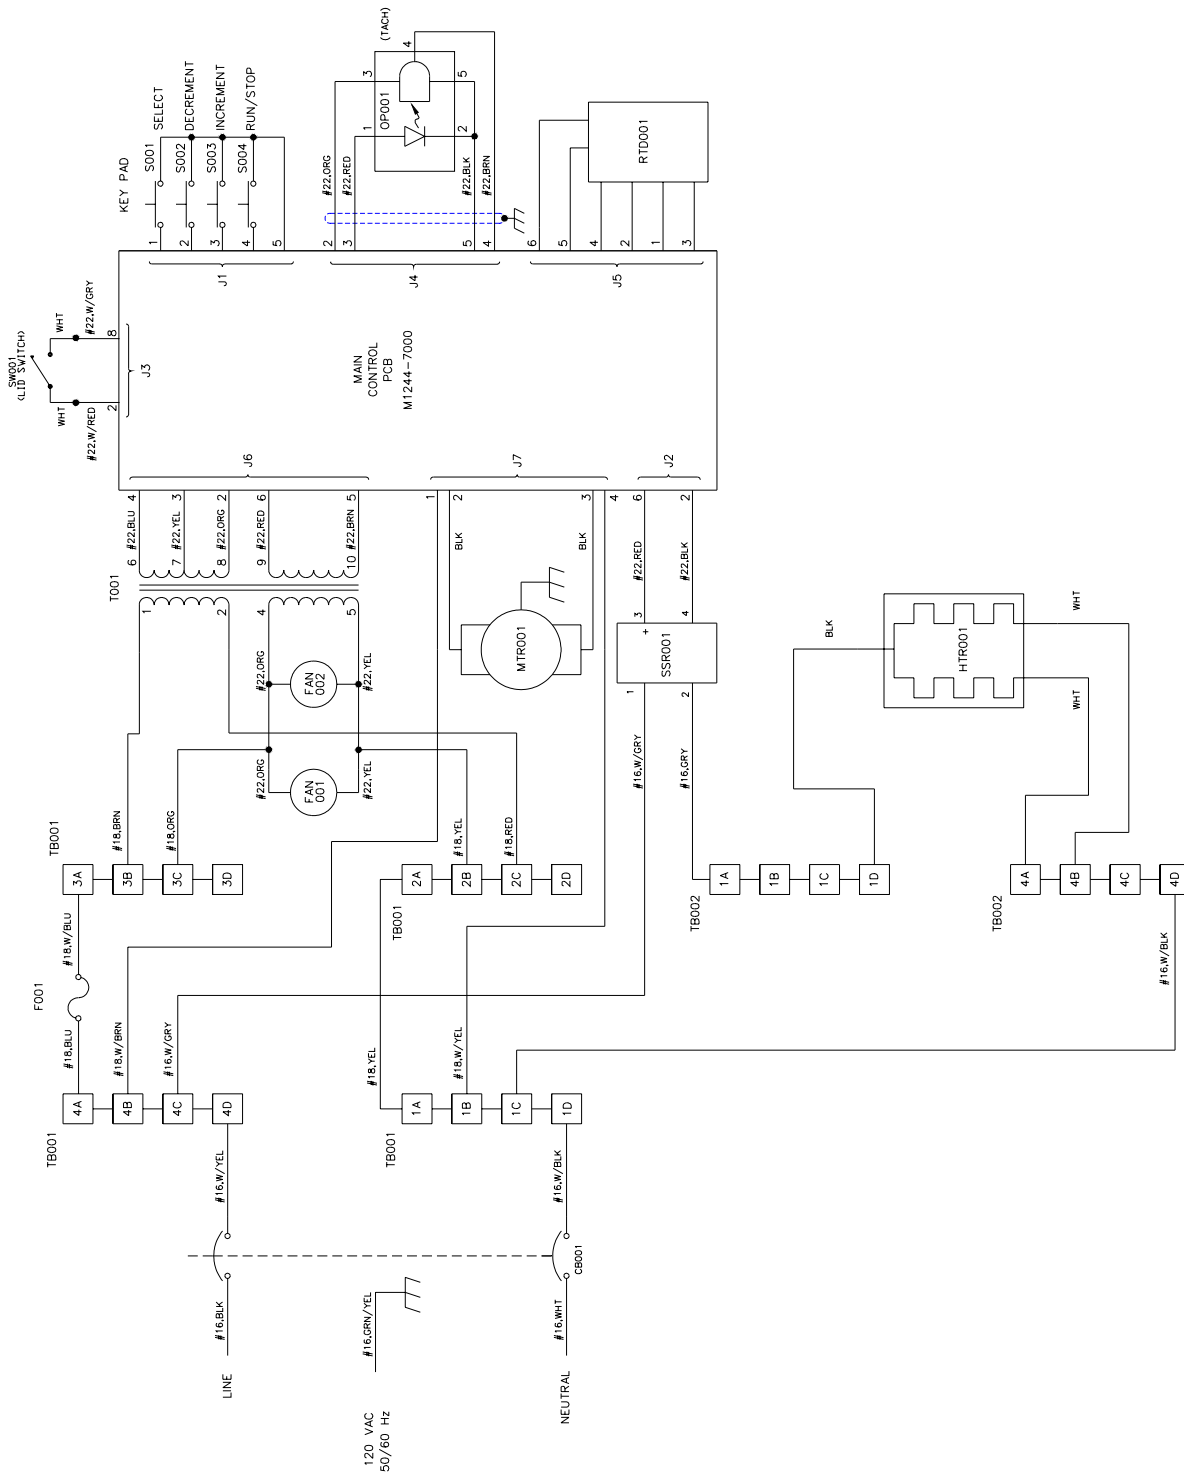 120 VAC
50/60 Hz
LINE
#16,BLK
#16,W/YEL
#16,GRN/YEL
NEUTRAL
#16,WHT
CB001
#16,W/BLK
TB001
4A
4B
4C
4D
#18,BLU
F001
#18,W/BLU
#18,W/BRN
#16,W/GRY
TB001
1A
1B
1C
1D
#18,YEL
#18,W/YEL
TB001
3A
3B
3C
3D
#18,BRN
#18,ORG
TB001
2A
2B
2C
2D
#18,YEL
#18,RED
TB002
1A
1B
1C
1D
TB002
4A
4B
4C
4D
#16,W/BLK
FAN
001
#22,ORG
#22,YEL
FAN
002
#22,ORG
#22,YEL
T001
1
2
4
5
6
7
8
9
10
#22,BLU
#22,YEL
#22,ORG
#22,RED
#22,BRN
4
3
2
6
5
J6
MTR001
BLK
BLK
1
2
3
4
J7
#16,W/GRY
#16,GRY
1
2
SSR001
+
3
4
#22,RED
#22,BLK
6
2
J2
BLK
HTR001
WHT
WHT
MAIN
CONTROL
PCB
M1244-7000
SW001
(LID SWITCH)
WHT
WHT
#22,W/RED
#22,W/GRY
2
8
J3
KEY PAD
S001
SELECT
S002
DECREMENT
S003
INCREMENT
S004
RUN/STOP
1
2
3
4
5
J1
#22,ORG
#22,RED
#22,BLK
#22,BRN
2
3
5
4
J4
OP001
(TACH)
1
3
2
5
4
RTD001
6
5
4
2
1
3
J5